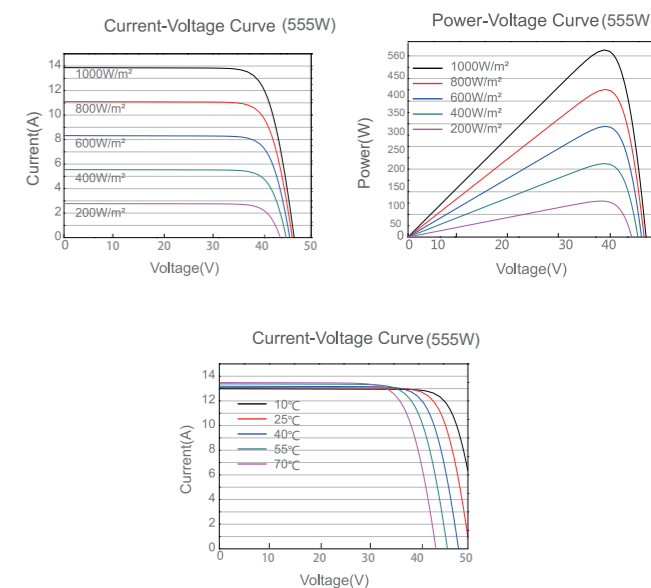 Current-Voltage Curve (555W)
14
12
10
8
6
4
2
0
1000W/m²
800W/m²
600W/m²
400W/m²
200W/m²
Current(A)
0 10 20 30 40 50
Voltage(V)
Power-Voltage Curve (555W
560
450
400
350
300
250
200
150
100
50
0
1000W/m²
800W/m²
600W/m²
400W/m²
200W/m²
Power(W)
0 10 20 30 40
Voltage(V)
Current-Voltage Curve (555W)
14
12
10
8
6
4
2
0
10℃
25℃
40℃
55℃
70℃
Current(A)
0 10 20 30 40 50
Voltage(V)